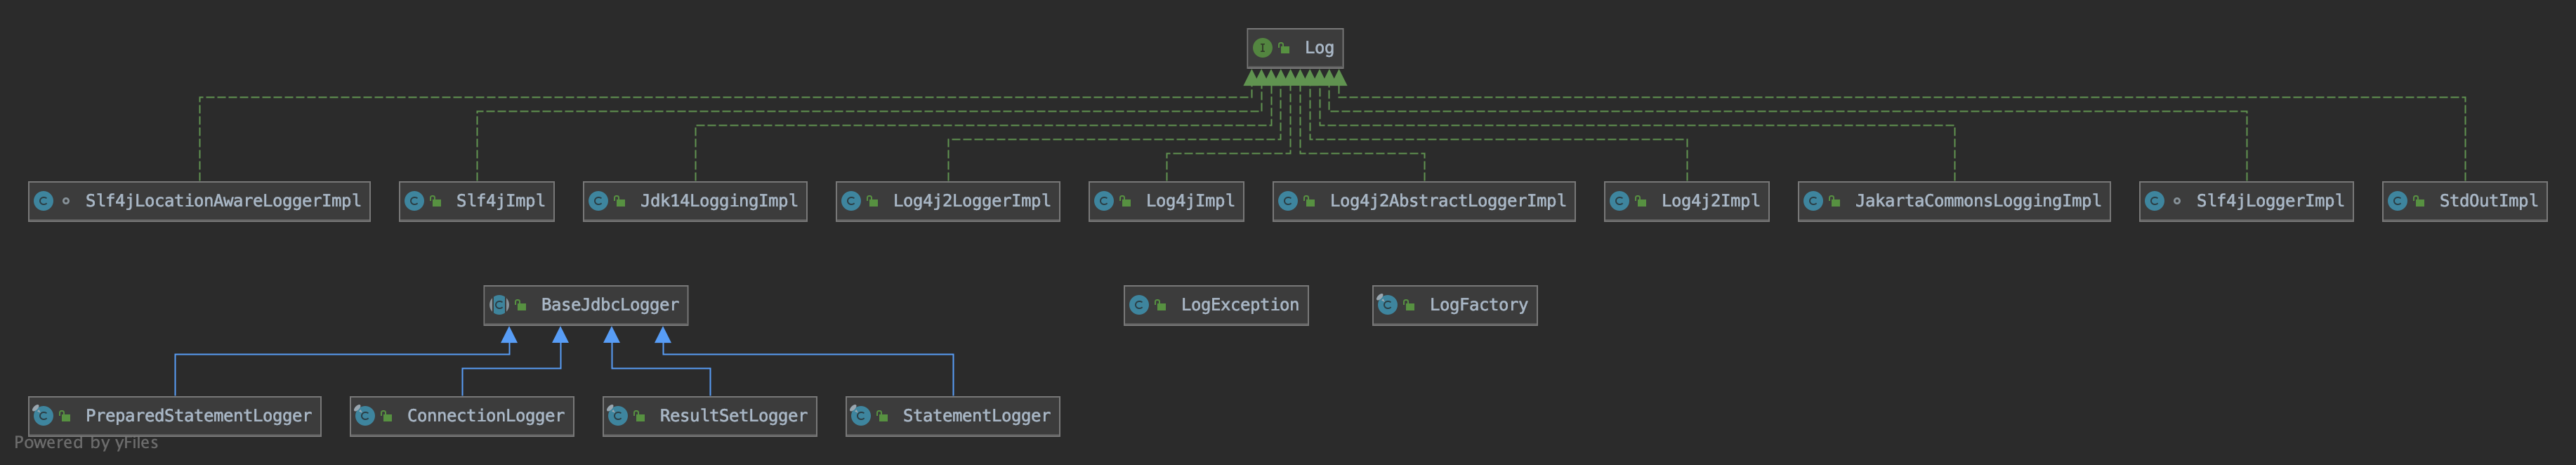 Log
Slf4jLocationAwareLoggerImpl
Slf4jImpl
Jdk14LoggingImpl
Log4j2LoggerImpl
Log4jImpl
Log4j2AbstractLoggerImpl
Log4j2Impl
JakartaCommonsLoggingImpl
Slf4jLoggerImpl
StdOutImpl
BaseJdbcLogger
LogException
LogFactory
PreparedStatementLogger
ConnectionLogger
ResultSetLogger
StatementLogger
Powered by yFiles